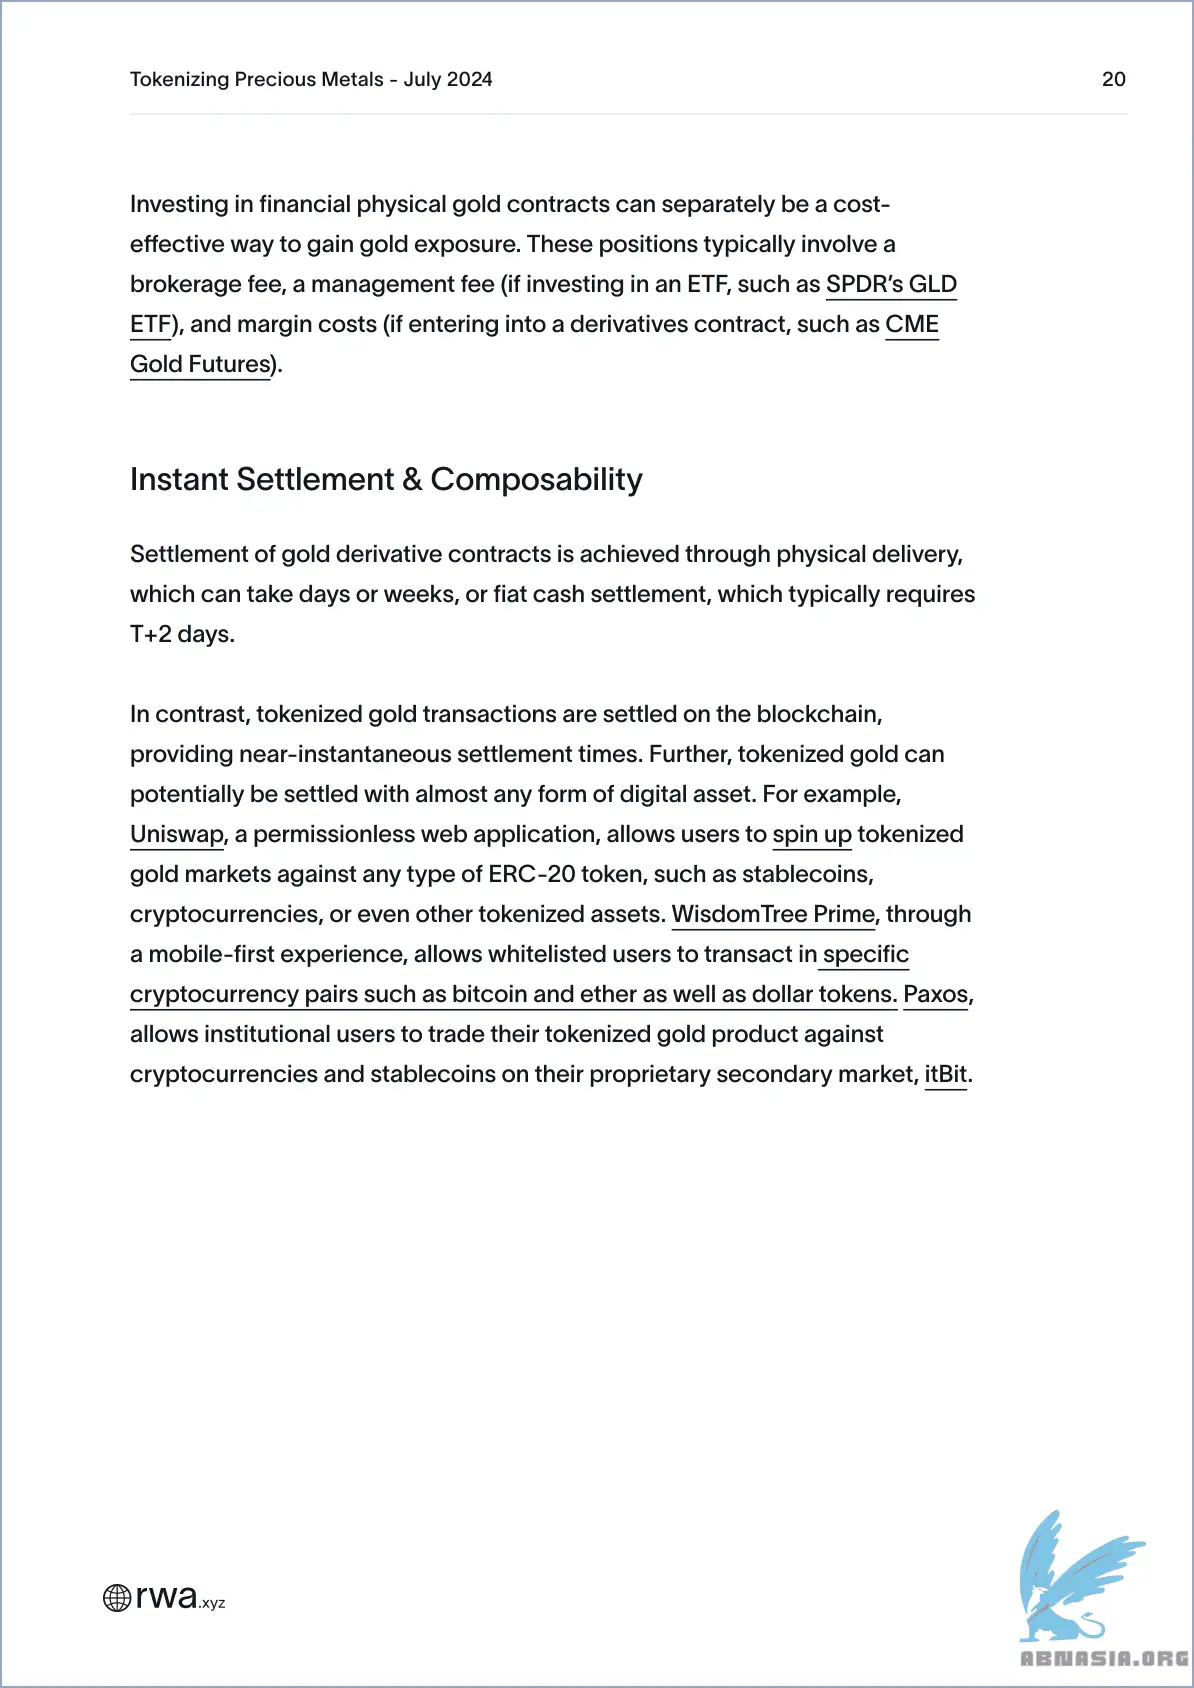 Tokenizing Precious Metals - July 2024 20
Investing in financial physical gold contracts can separately be a cost-
effective way to gain gold exposure. These positions typically involve a
brokerage fee, a management fee (if investing in an ETF, such as SPDR’s GLD
ETF), and margin costs (if entering into a derivatives contract, such as CME
Gold Futures).
Instant Settlement & Composability
Settlement of gold derivative contracts is achieved through physical delivery,
which can take days or weeks, or fiat cash settlement, which typically requires
T+2 days.
In contrast, tokenized gold transactions are settled on the blockchain,
providing near-instantaneous settlement times. Further, tokenized gold can
potentially be settled with almost any form of digital asset. For example,
Uniswap, a permissionless web application, allows users to spin up tokenized
gold markets against any type of ERC-20 token, such as stablecoins,
cryptocurrencies, or even other tokenized assets. WisdomTree Prime, through
a mobile-first experience, allows whitelisted users to transact in specific
cryptocurrency pairs such as bitcoin and ether as well as dollar tokens. Paxos,
allows institutional users to trade their tokenized gold product against
cryptocurrencies and stablecoins on their proprietary secondary market, itBit.
rwa.xyz
ABNASIA.ORG